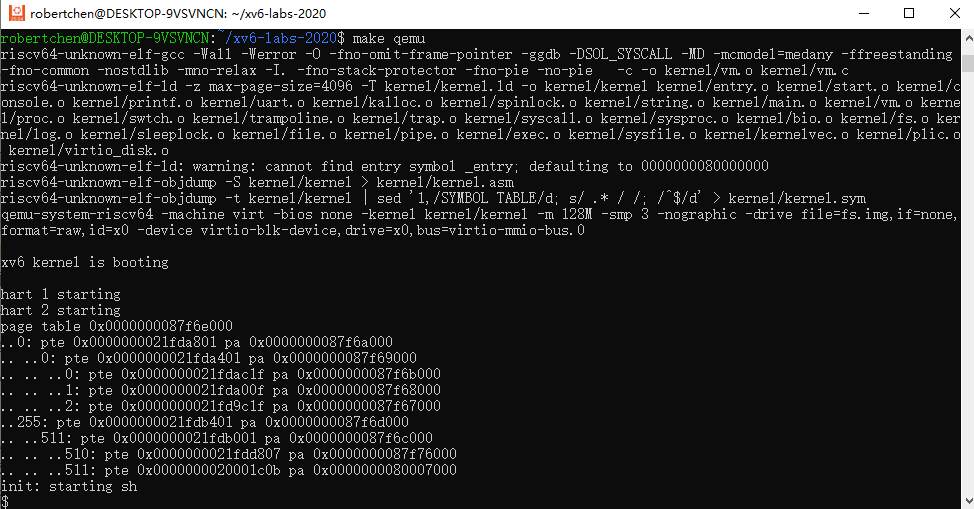 robertchen@DESKTOP-9VSVNCN: ~/xv6-labs-2020
robertchen@DESKTOP-9VSVNCN:~/xv6-labs-2020$ make qemu
riscv64-unknown-elf-gcc -Wall -Werror -O -fno-omit-frame-pointer -ggdb -DSOL_SYSCALL -MD -mcmodel=medany -ffreestanding
-fno-common -nostdlib -mno-relax -I. -fno-stack-protector -fno-pie -no-pie   -c -o kernel/vm.o kernel/vm.c
riscv64-unknown-elf-ld -z max-page-size=4096 -T kernel/kernel.ld -o kernel/kernel kernel/entry.o kernel/start.o kernel/c
onsole.o kernel/printf.o kernel/uart.o kernel/kalloc.o kernel/spinlock.o kernel/string.o kernel/main.o kernel/vm.o kerne
l/proc.o kernel/swtch.o kernel/trampoline.o kernel/trap.o kernel/syscall.o kernel/sysproc.o kernel/bio.o kernel/fs.o ker
nel/log.o kernel/sleeplock.o kernel/file.o kernel/pipe.o kernel/exec.o kernel/sysfile.o kernel/kernelvec.o kernel/plic.o
kernel/virtio_disk.o
riscv64-unknown-elf-ld: warning: cannot find entry symbol _entry; defaulting to 0000000080000000
riscv64-unknown-elf-objdump -S kernel/kernel > kernel/kernel.asm
riscv64-unknown-elf-objdump -t kernel/kernel | sed '1,/SYMBOL TABLE/d; s/ .* / /; /^$/d' > kernel/kernel.sym
qemu-system-riscv64 -machine virt -bios none -kernel kernel/kernel -m 128M -smp 3 -nographic -drive file=fs.img,if=none,
format=raw,id=x0 -device virtio-blk-device,drive=x0,bus=virtio-mmio-bus.0
xv6 kernel is booting
hart 1 starting
hart 2 starting
page table 0x0000000087f6e000
..0: pte 0x0000000021fda801 pa 0x0000000087f6a000
.. ..0: pte 0x0000000021fda401 pa 0x0000000087f69000
.. .. ..0: pte 0x0000000021fdac1f pa 0x0000000087f6b000
.. .. ..1: pte 0x0000000021fda00f pa 0x0000000087f68000
.. .. ..2: pte 0x0000000021fd9c1f pa 0x0000000087f67000
..255: pte 0x0000000021fdb401 pa 0x0000000087f6d000
.. ..511: pte 0x0000000021fdb001 pa 0x0000000087f6c000
.. .. ..510: pte 0x0000000021fdd807 pa 0x0000000087f76000
.. .. ..511: pte 0x0000000020001c0b pa 0x0000000080007000
init: starting sh
$